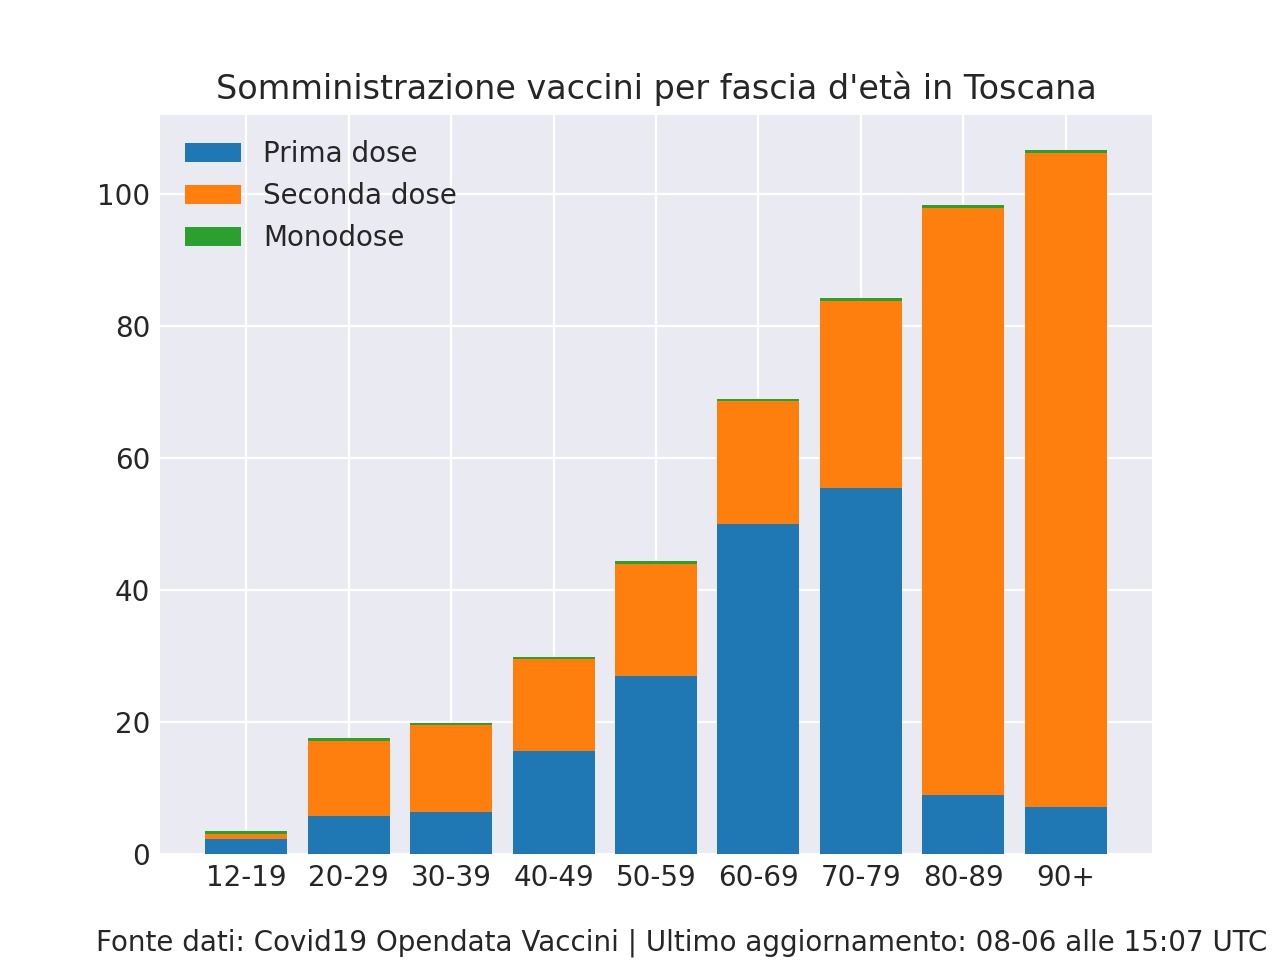 Somministrazione vaccini per fascia d'età in Toscana
Prima dose
Seconda dose
Monodose
100
80
60
40
20
0
12-19 20-29 30-39 40-49 50-59 60-69 70-79 80-89 90+
Fonte dati: Covid19 Opendata Vaccini | Ultimo aggiornamento: 08-06 alle 15:07 UTC